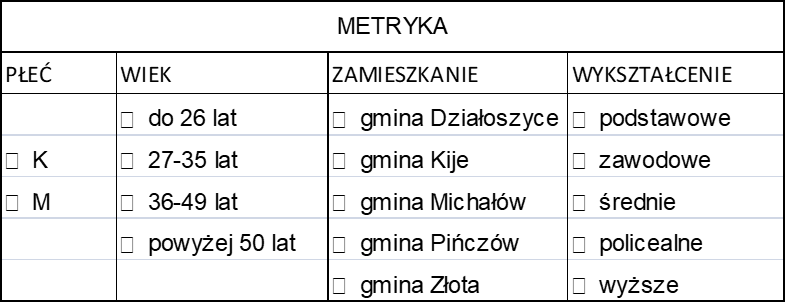 METRYKA
PŁEĆ WIEK ZAMIESZKANIE WYKSZTAŁCENIE
☐ do 26 lat ☐ gmina Działoszyce ☐ podstawowe
☐ K ☐ 27-35 lat ☐ gmina Kije ☐ zawodowe
☐ M ☐ 36-49 lat ☐ gmina Michałów ☐ średnie
☐ powyżej 50 lat ☐ gmina Pińczów ☐ policealne
☐ gmina Złota ☐ wyższe